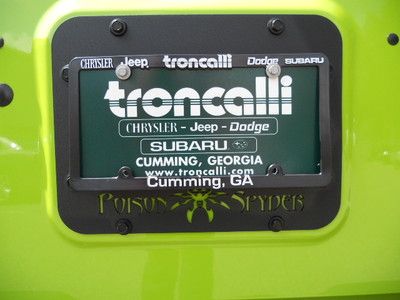 CHRYSLER Jeep troncalli Dodge SUBARU
troncalli
CHRYSLER - Jeep - Dodge
SUBARU
CUMMING, GEORGIA
www.troncalli.com
Cumming, GA
POISON SPYDER